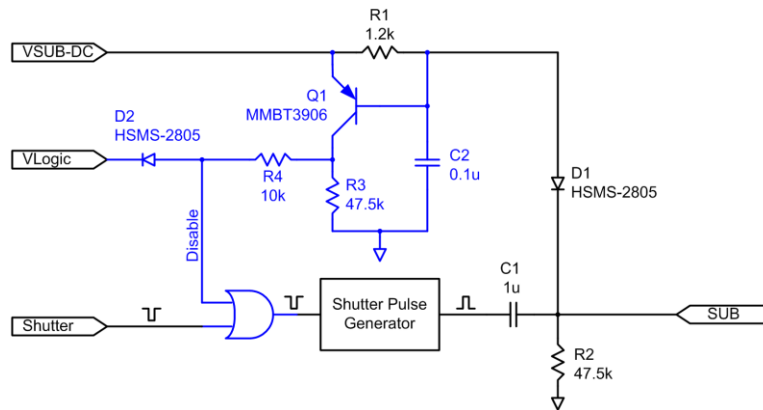 R1
1.2k
VSUB-DC
Q1
MMBT3906
D2
HSMS-2805
VLogic
C2
0.1u
D1
HSMS-2805
R4
10k
R3
47.5k
Disable
C1
1u
Shutter Pulse
Generator
Shutter
SUB
R2
47.5k